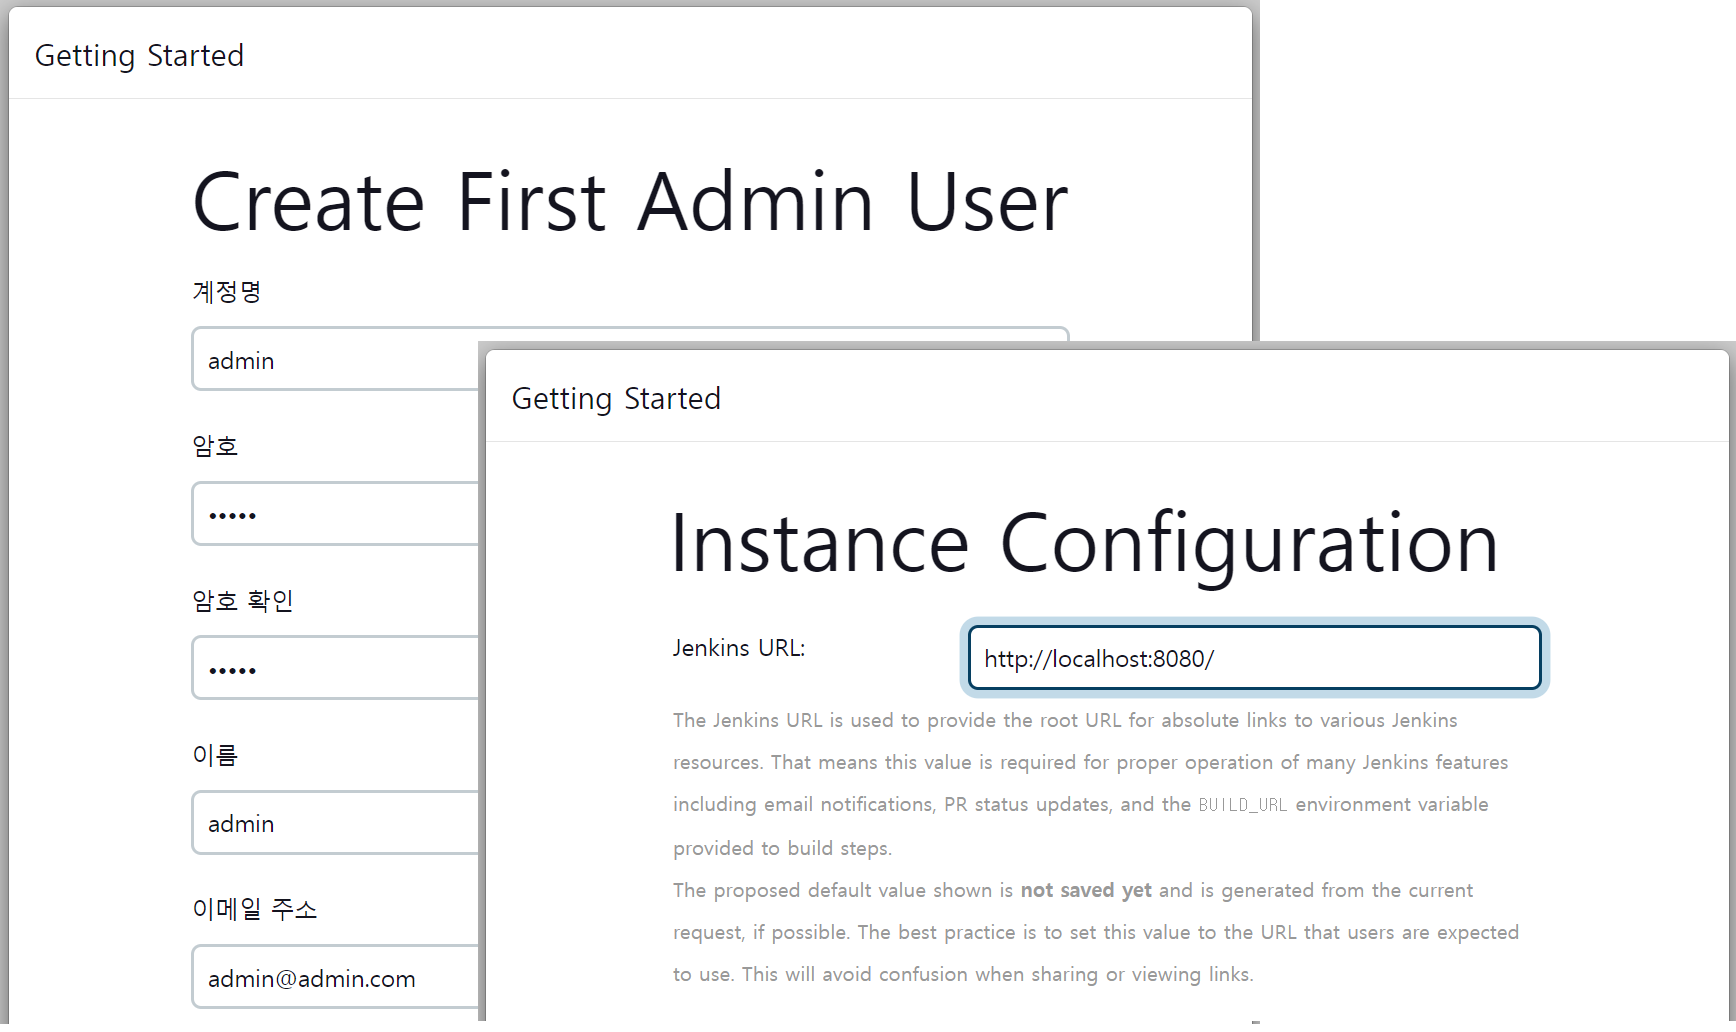 Getting Started
Create First Admin User
계정명
admin
암호
•••••
암호 확인
•••••
이름
admin
이메일 주소
admin@admin.com
Getting Started
Instance Configuration
Jenkins URL:
http://localhost:8080/
The Jenkins URL is used to provide the root URL for absolute links to various Jenkins
resources. That means this value is required for proper operation of many Jenkins features
including email notifications, PR status updates, and the BUILD_URL environment variable
provided to build steps.
The proposed default value shown is not saved yet and is generated from the current
request, if possible. The best practice is to set this value to the URL that users are expected
to use. This will avoid confusion when sharing or viewing links.